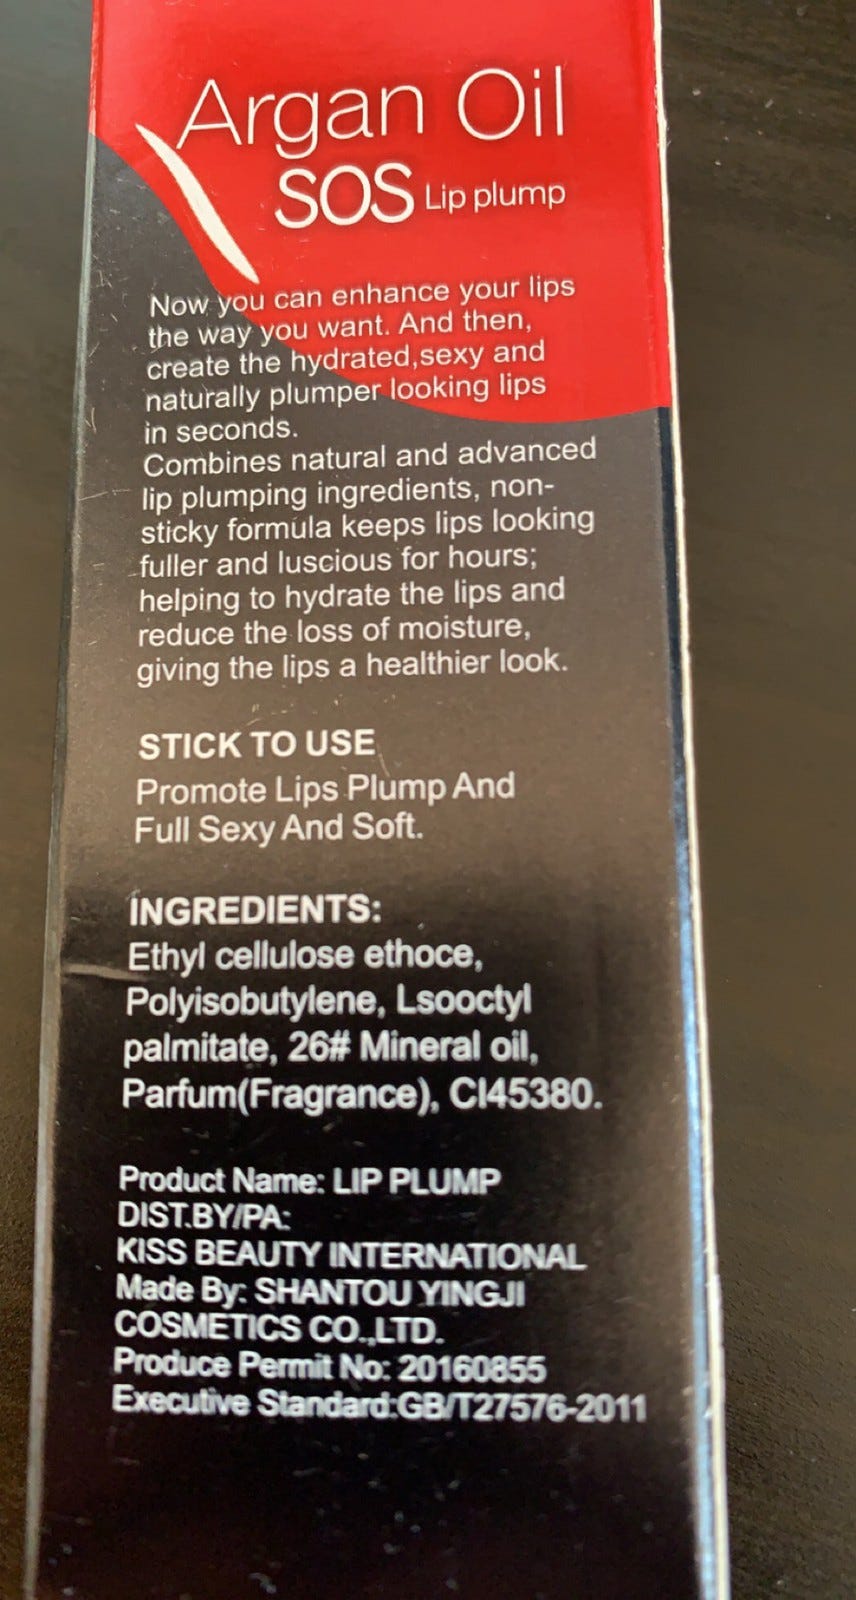 Argan Oil
SOS Lip plump
Now you can enhance your lips
the way you want. And then,
create the hydrated,sexy and
naturally plumper looking lips
in seconds.
Combines natural and advanced
lip plumping ingredients, non-
sticky formula keeps lips looking
fuller and luscious for hours;
helping to hydrate the lips and
reduce the loss of moisture,
giving the lips a healthier look.
STICK TO USE
Promote Lips Plump And
Full Sexy And Soft.
INGREDIENTS:
Ethyl cellulose ethoce,
Polyisobutylene, Lsooctyl
palmitate, 26# Mineral oil,
Parfum(Fragrance), CI45380.
Product Name: LIP PLUMP
DIST.BY/PA:
KISS BEAUTY INTERNATIONAL
Made By: SHANTOU YINGJI
COSMETICS CO.,LTD.
Produce Permit No: 20160855
Executive Standard:GB/T27576-2011